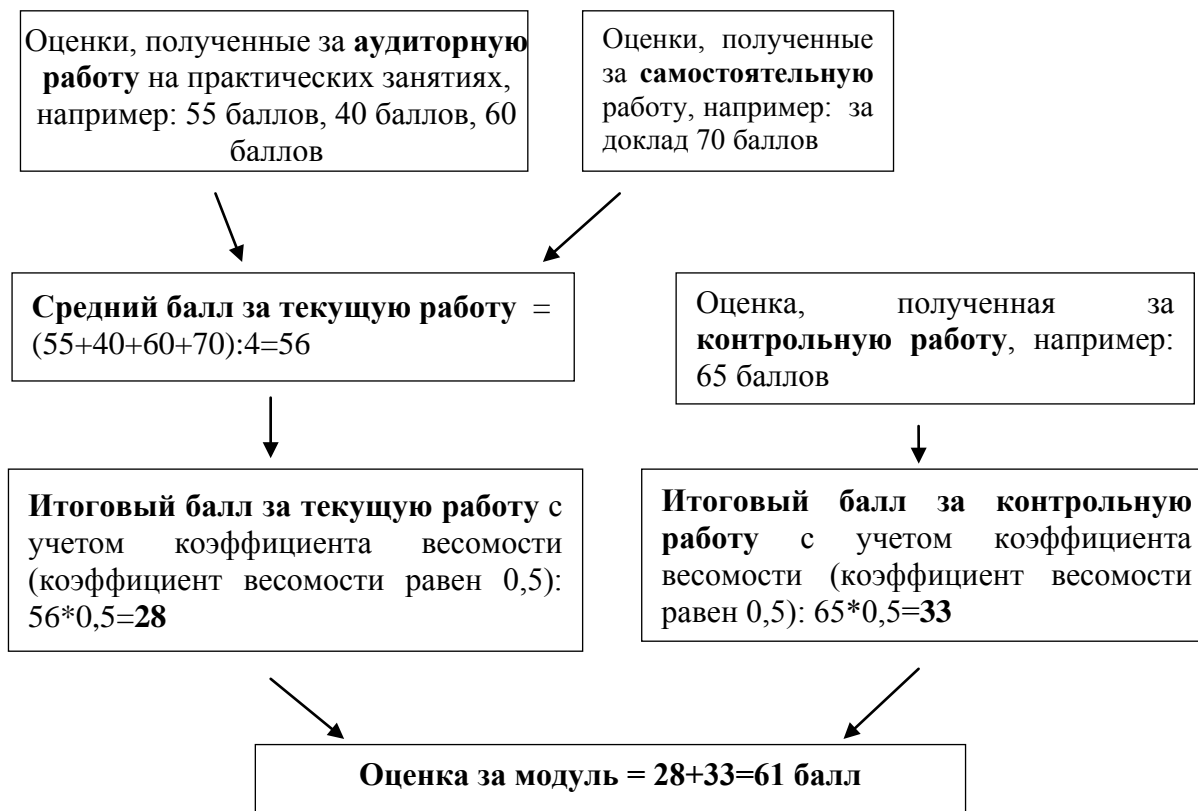 Оценки, полученные за аудиторную
работу на практических занятиях,
например: 55 баллов, 40 баллов, 60
баллов
Оценки, полученные
за самостоятельную
работу, например: за
доклад 70 баллов
Средний балл за текущую работу =
(55+40+60+70):4=56
Оценка, полученная за
контрольную работу, например:
65 баллов
Итоговый балл за текущую работу с
учетом коэффициента весомости
(коэффициент весомости равен 0,5):
56*0,5=28
Итоговый балл за контрольную
работу с учетом коэффициента
весомости (коэффициент весомости
равен 0,5): 65*0,5=33
Оценка за модуль = 28+33=61 балл